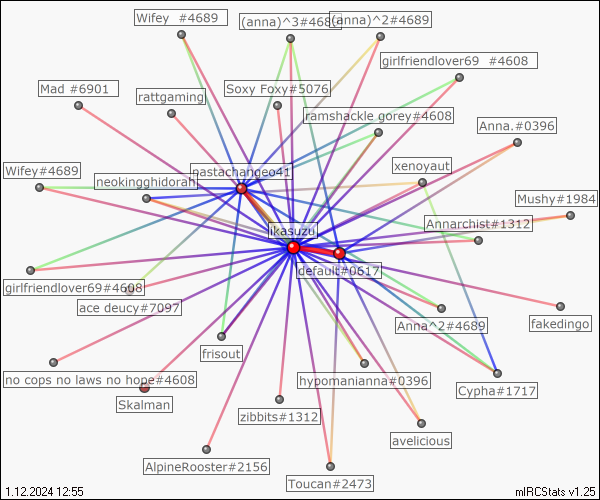 Wifey #4689
(anna)^3#4689
(anna)^2#4689
girlfriendlover69 #4608
Mad #6901
rattgaming
Soxy Foxy#5076
ramshackle gorey#4608
Anna.#0396
xenoyaut
Wifey#4689
neokingghidorah
pastachangeo41
Mushy#1984
Annarchist#1312
ikasuzu
default#0617
girlfriendlover69#4608
ace deucy#7097
Anna^2#4689
fakedingo
frisout
no cops no laws no hope#4608
hypomanianna#0396
Cypha#1717
Skalman
zibbits#1312
avelicious
AlpineRooster#2156
Toucan#2473
1.12.2024 12:55
mIRCStats v1.25